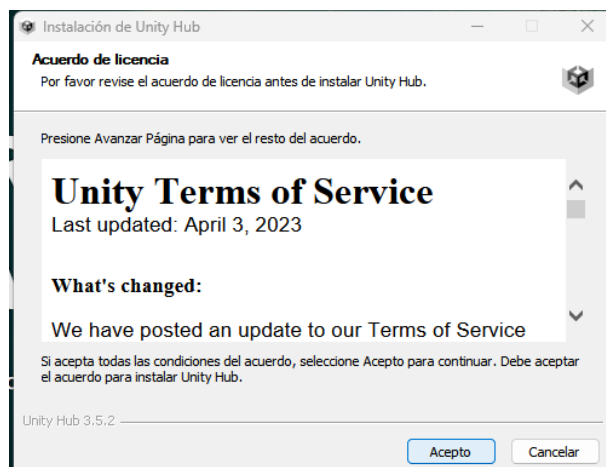 Instalación de Unity Hub
Acuerdo de licencia
Por favor revise el acuerdo de licencia antes de instalar Unity Hub.
Presione Avanzar Página para ver el resto del acuerdo.
Unity Terms of Service
Last updated: April 3, 2023
What's changed:
We have posted an update to our Terms of Service
Si acepta todas las condiciones del acuerdo, seleccione Acepto para continuar. Debe aceptar
el acuerdo para instalar Unity Hub.
Unity Hub 3.5.2
Acepto
Cancelar